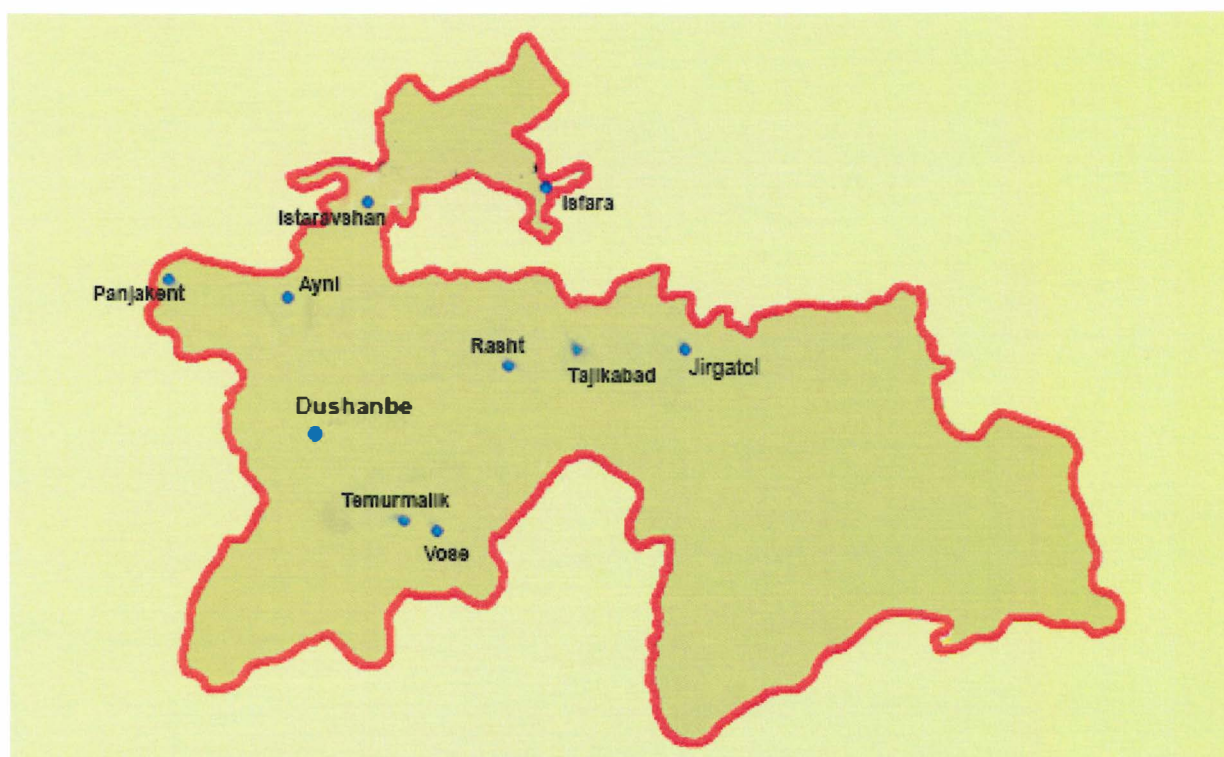 Isfara
Istaravshan
Ayni
Panjakent
Rasht
Tajikabad
Jirgatol
Dushanbe
Temurmalik
Vose